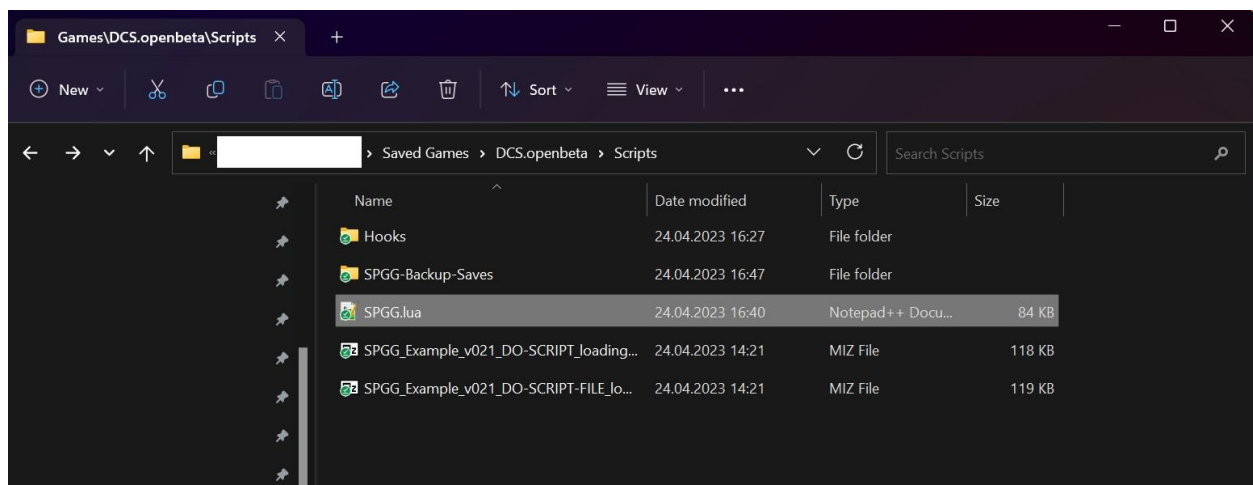 Games\DCS.openbeta\Scripts
New
Sort
View
« Saved Games > DCS.openbeta > Scripts
Search Scripts
Name Date modified Type Size
Hooks 24.04.2023 16:27 File folder
SPGG-Backup-Saves 24.04.2023 16:47 File folder
SPGG.lua 24.04.2023 16:40 Notepad++ Docu... 84 KB
SPGG_Example_v021_DO-SCRIPT_loading... 24.04.2023 14:21 MIZ File 118 KB
SPGG_Example_v021_DO-SCRIPT-FILE_lo... 24.04.2023 14:21 MIZ File 119 KB